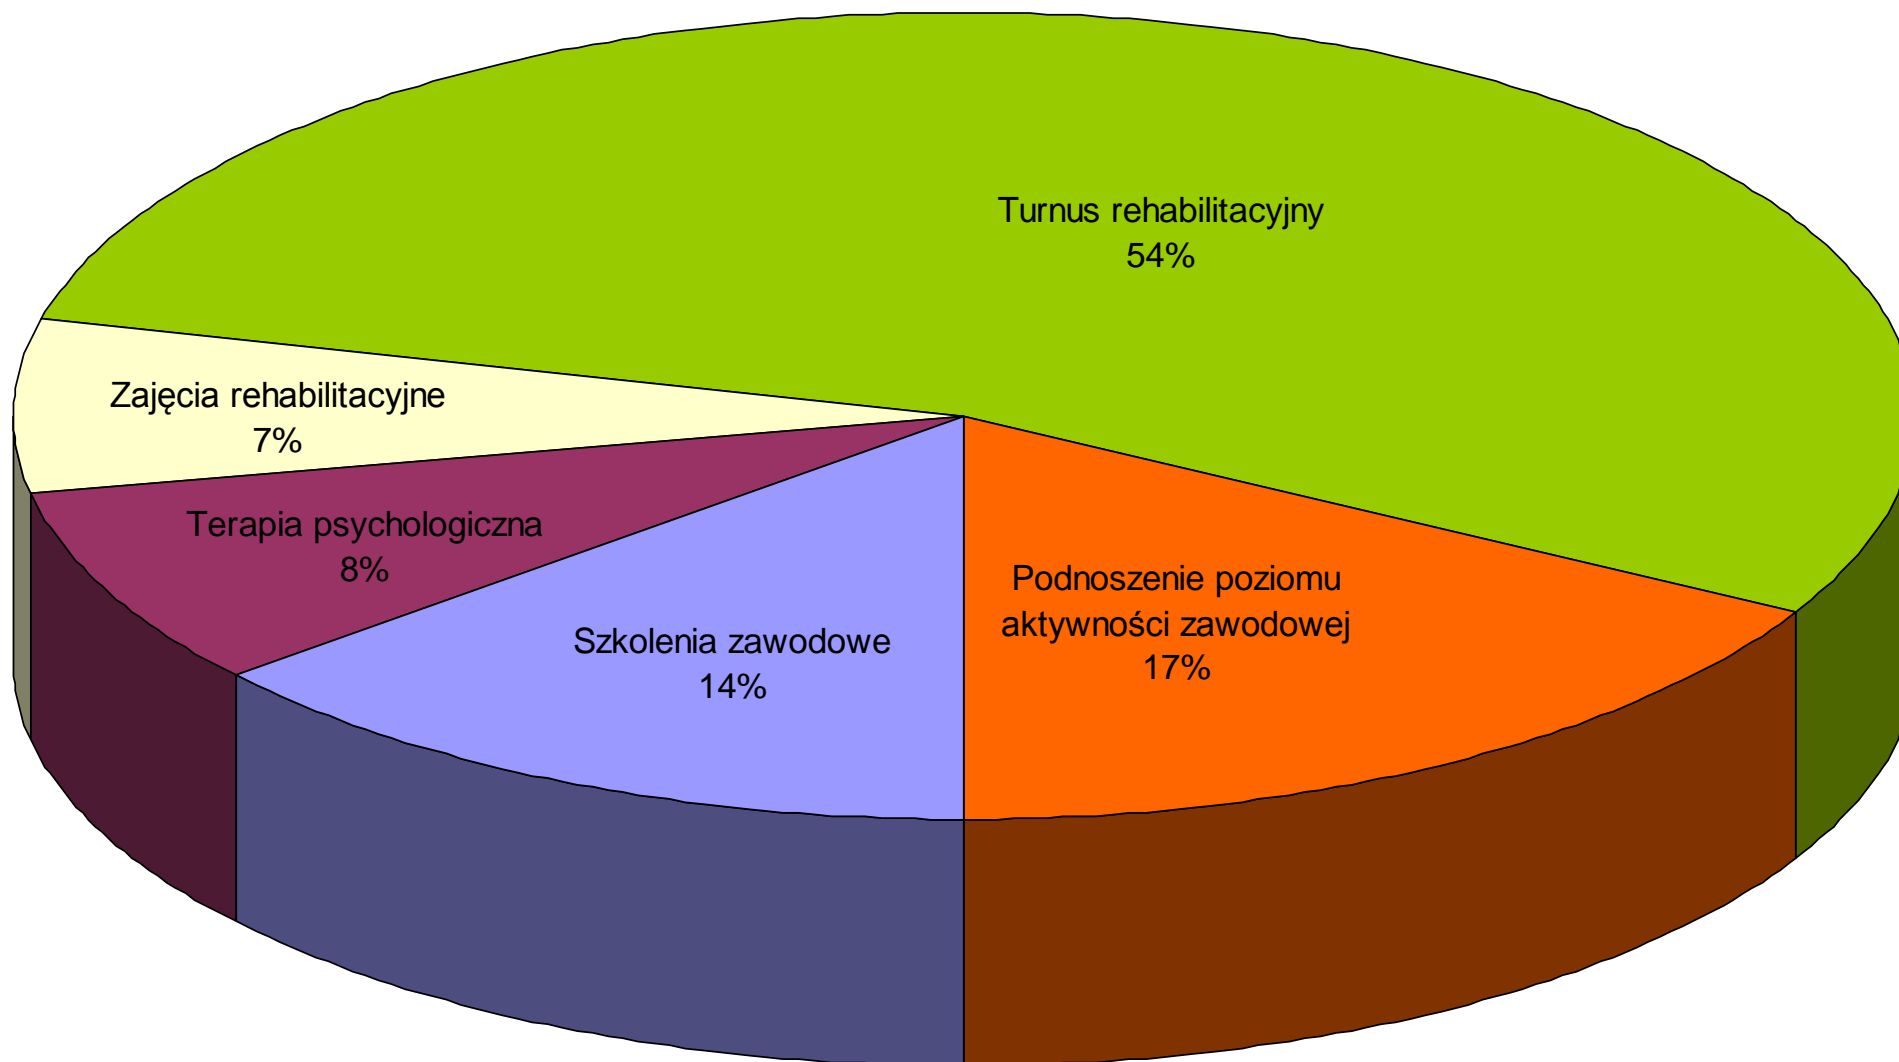 Turnus rehabilitacyjny
54%
Zajęcia rehabilitacyjne
7%
Terapia psychologiczna
8%
Szkolenia zawodowe
14%
Podnoszenie poziomu
aktywności zawodowej
17%